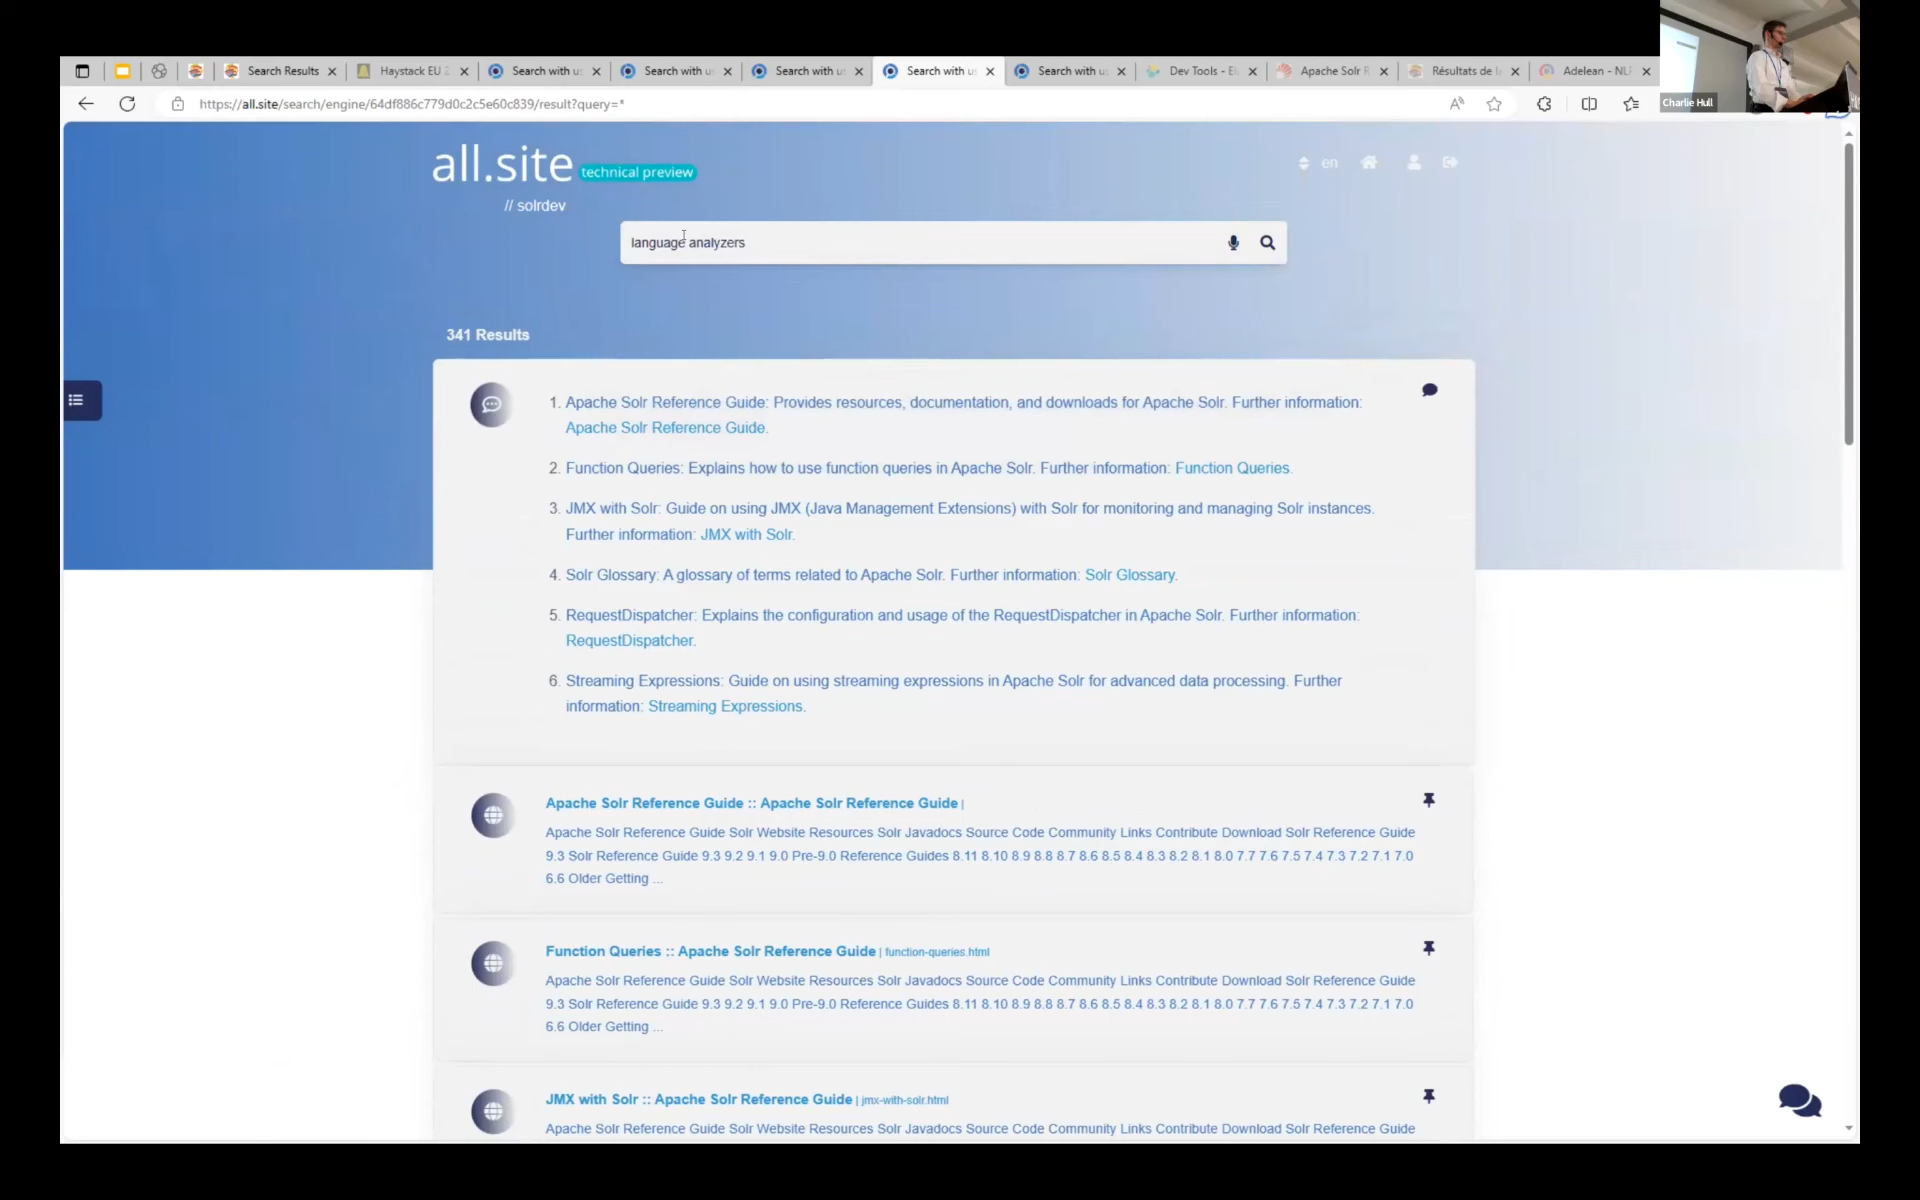 Search Results
Haystack EU 2
Search with us
Search with us
Search with us
Search with us
Search with us
Dev Tools - El
Apache Solr R
Résultats de l
Adelean - NLP
https://all.site/search/engine/64df886c779d0c2c5e60c839/result?query=*
Charlie Hull
all.site technical preview
en
// solrdev
language analyzers
341 Results
1. Apache Solr Reference Guide: Provides resources, documentation, and downloads for Apache Solr. Further information:
Apache Solr Reference Guide.
2. Function Queries: Explains how to use function queries in Apache Solr. Further information: Function Queries.
3. JMX with Solr: Guide on using JMX (Java Management Extensions) with Solr for monitoring and managing Solr instances.
Further information: JMX with Solr.
4. Solr Glossary: A glossary of terms related to Apache Solr. Further information: Solr Glossary.
5. RequestDispatcher: Explains the configuration and usage of the RequestDispatcher in Apache Solr. Further information:
RequestDispatcher.
6. Streaming Expressions: Guide on using streaming expressions in Apache Solr for advanced data processing. Further
information: Streaming Expressions.
Apache Solr Reference Guide :: Apache Solr Reference Guide |
Apache Solr Reference Guide Solr Website Resources Solr Javadocs Source Code Community Links Contribute Download Solr Reference Guide
9.3 Solr Reference Guide 9.3 9.2 9.1 9.0 Pre-9.0 Reference Guides 8.11 8.10 8.9 8.8 8.7 8.6 8.5 8.4 8.3 8.2 8.1 8.0 7.7 7.6 7.5 7.4 7.3 7.2 7.1 7.0
6.6 Older Getting ...
Function Queries :: Apache Solr Reference Guide | function-queries.html
Apache Solr Reference Guide Solr Website Resources Solr Javadocs Source Code Community Links Contribute Download Solr Reference Guide
9.3 Solr Reference Guide 9.3 9.2 9.1 9.0 Pre-9.0 Reference Guides 8.11 8.10 8.9 8.8 8.7 8.6 8.5 8.4 8.3 8.2 8.1 8.0 7.7 7.6 7.5 7.4 7.3 7.2 7.1 7.0
6.6 Older Getting ...
JMX with Solr :: Apache Solr Reference Guide | jmx-with-solr.html
Apache Solr Reference Guide Solr Website Resources Solr Javadocs Source Code Community Links Contribute Download Solr Reference Guide